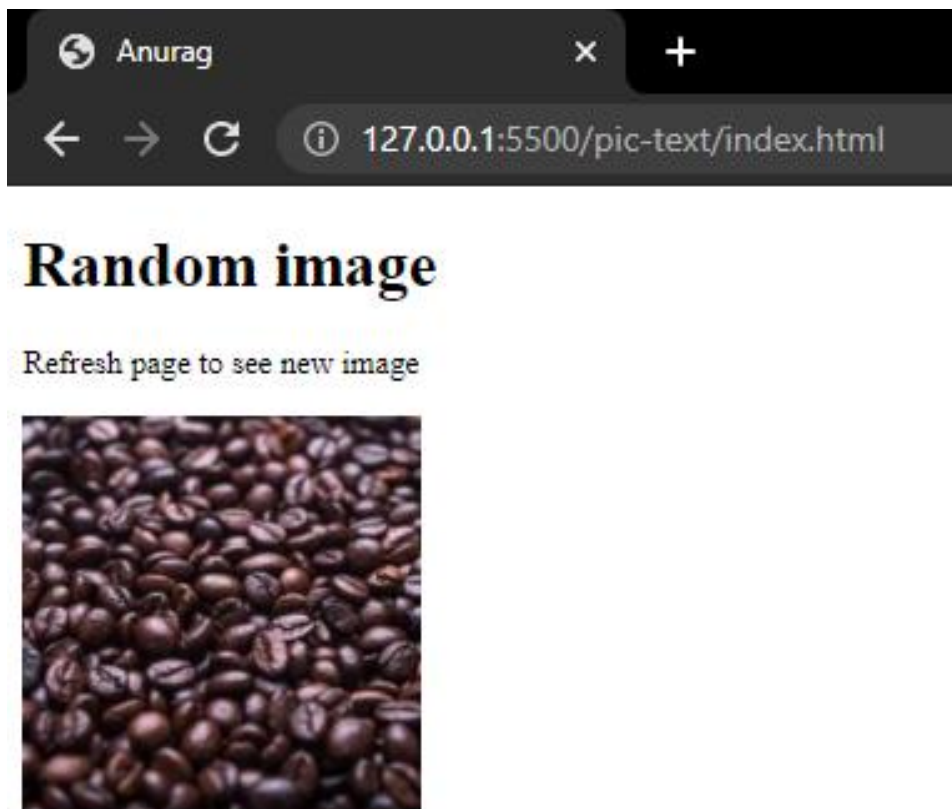 Anurag
127.0.0.1:5500/pic-text/index.html
Random image
Refresh page to see new image